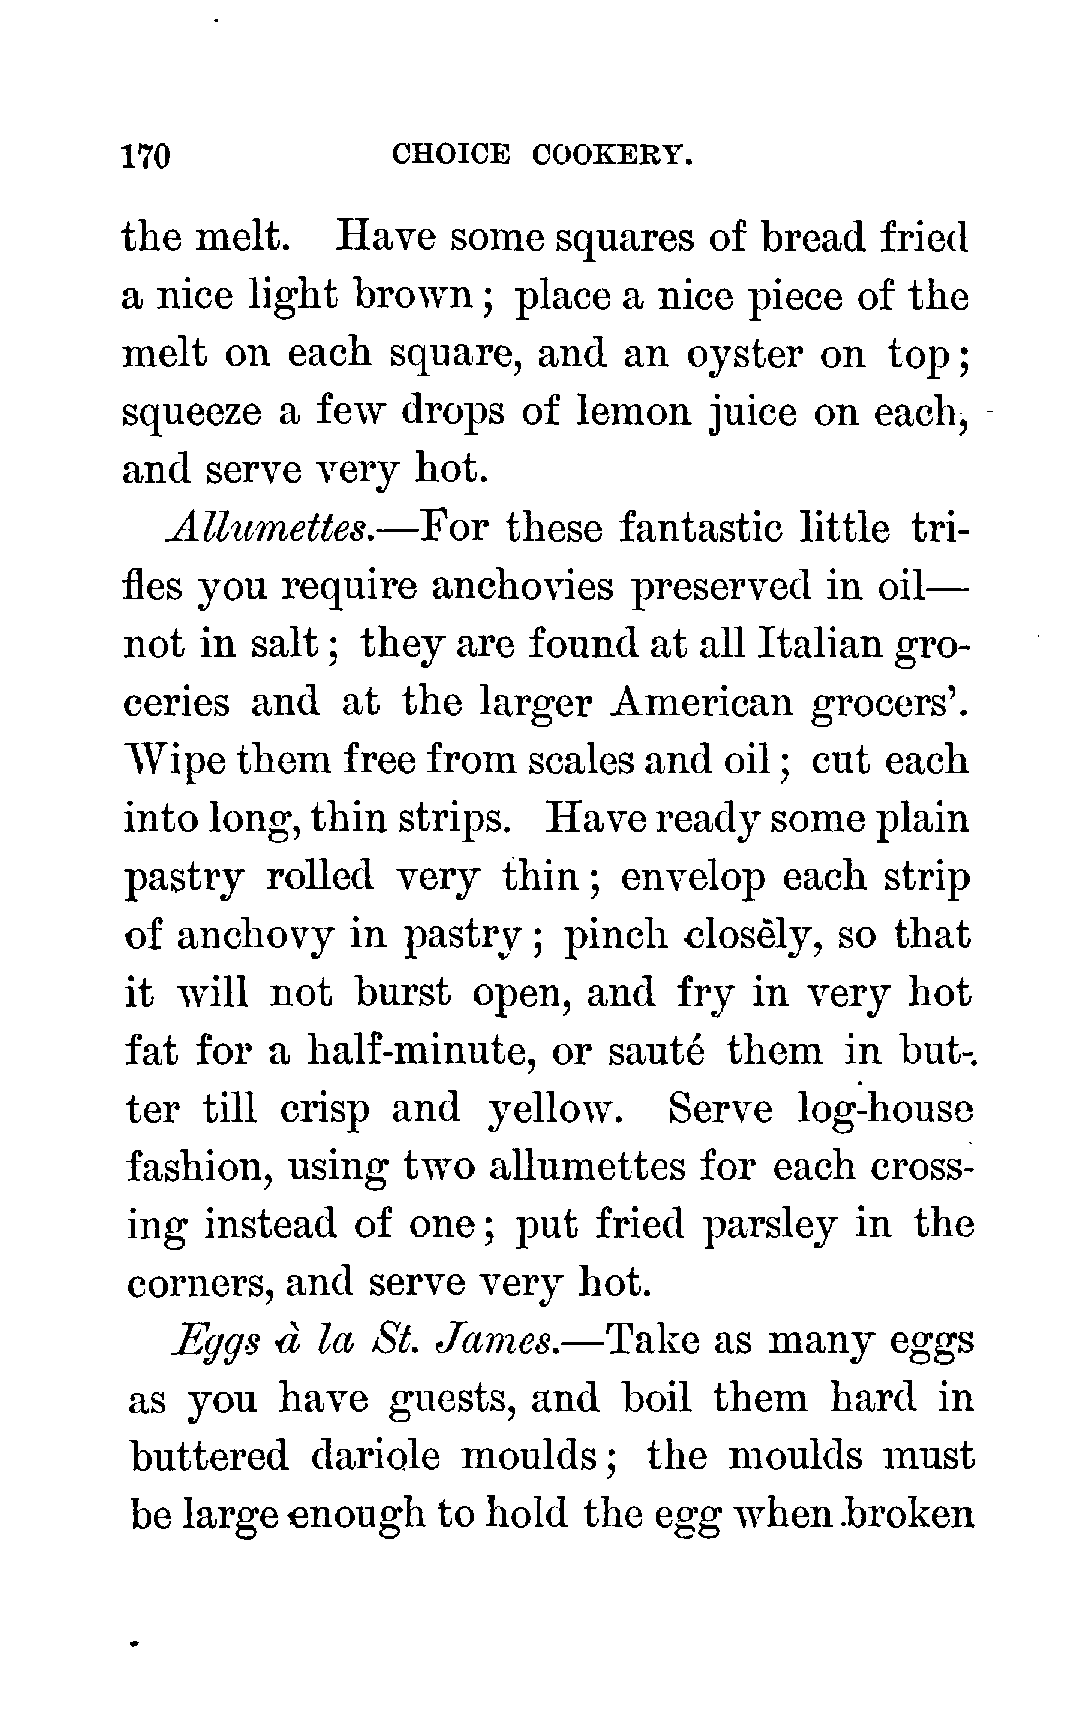 170 CHOICE COOKERY.
the melt. Have some squares of bread fried
a nice light brown; place a nice piece of the
melt on each square, and an oyster on top;
squeeze a few drops of lemon juice on each,
and serve very hot.
Allumettes.—For these fantastic little tri-
fles you require anchovies preserved in oil—
not in salt; they are found at all Italian gro-
ceries and at the larger American grocers'.
Wipe them free from scales and oil; cut each
into long, thin strips. Have ready some plain
pastry rolled very thin; envelop each strip
of anchovy in pastry; pinch closely, so that
it will not burst open, and fry in very hot
fat for a half-minute, or sauté them in but-
ter till crisp and yellow. Serve log-house
fashion, using two allumettes for each cross-
ing instead of one; put fried parsley in the
corners, and serve very hot.
Eggs à la St. James.—Take as many eggs
as you have guests, and boil them hard in
buttered dariole moulds; the moulds must
be large enough to hold the egg when broken